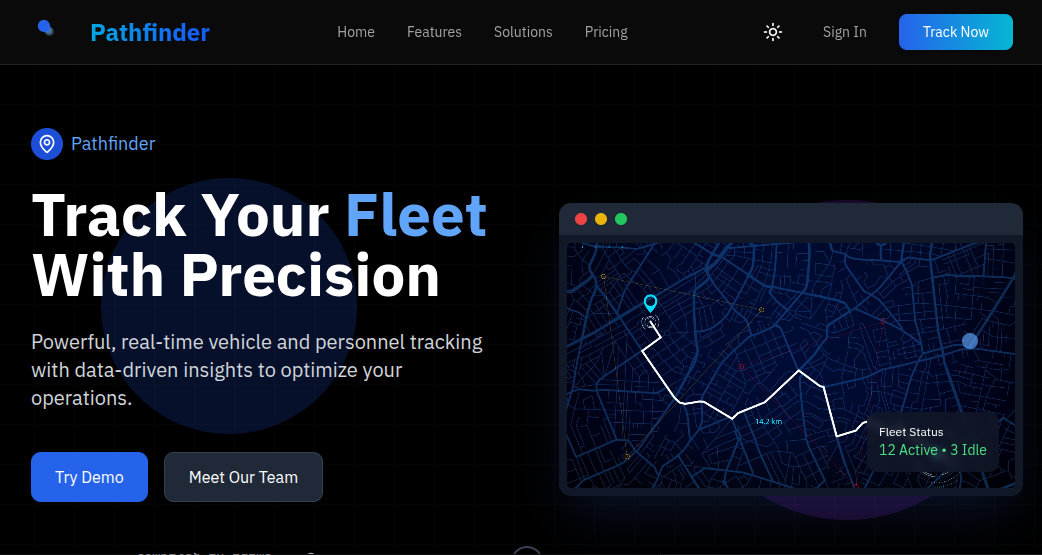 Pathfinder
Home
Features
Solutions
Pricing
Sign In
Track Now
Pathfinder
Track Your Fleet
With Precision
Powerful, real-time vehicle and personnel tracking
with data-driven insights to optimize your
operations.
Try Demo
Meet Our Team
14.2 km
Fleet Status
12 Active • 3 Idle